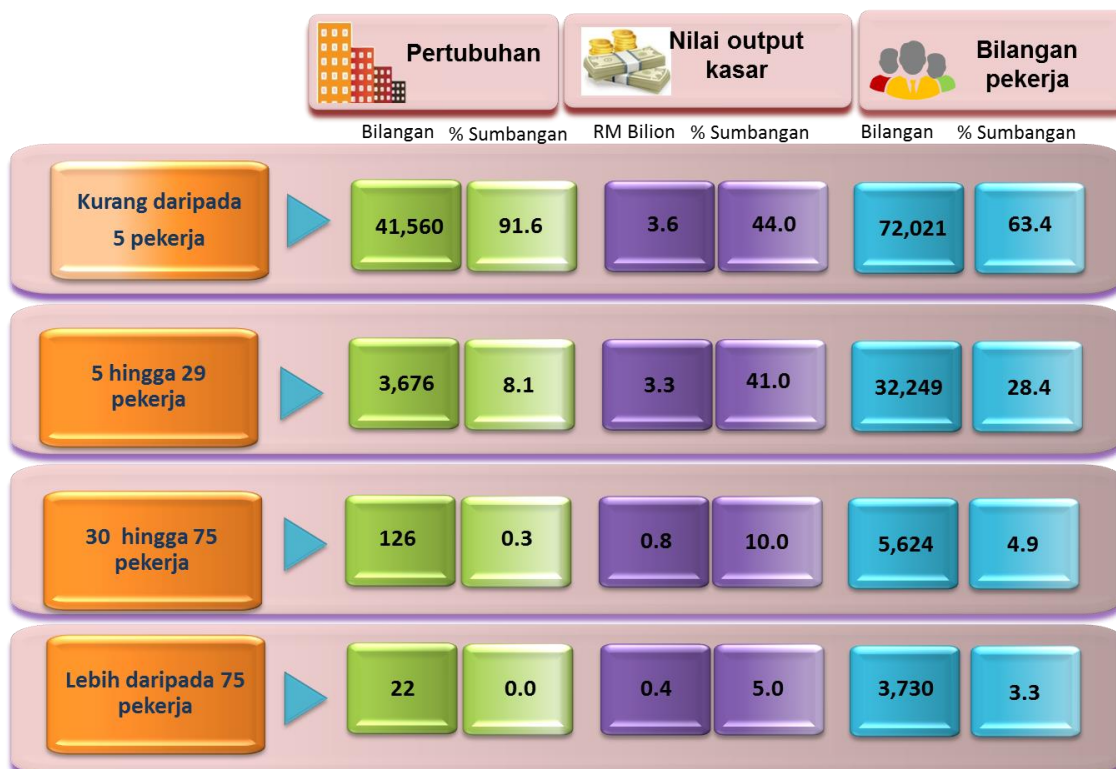 Pertubuhan
Nilai output
kasar
Bilangan
pekerja
Bilangan % Sumbangan RM Bilion % Sumbangan Bilangan % Sumbangan
Kurang daripada
5 pekerja
41,560 91.6 3.6 44.0 72,021 63.4
5 hingga 29
pekerja
3,676 8.1 3.3 41.0 32,249 28.4
30 hingga 75
pekerja
126 0.3 0.8 10.0 5,624 4.9
Lebih daripada 75
pekerja
22 0.0 0.4 5.0 3,730 3.3